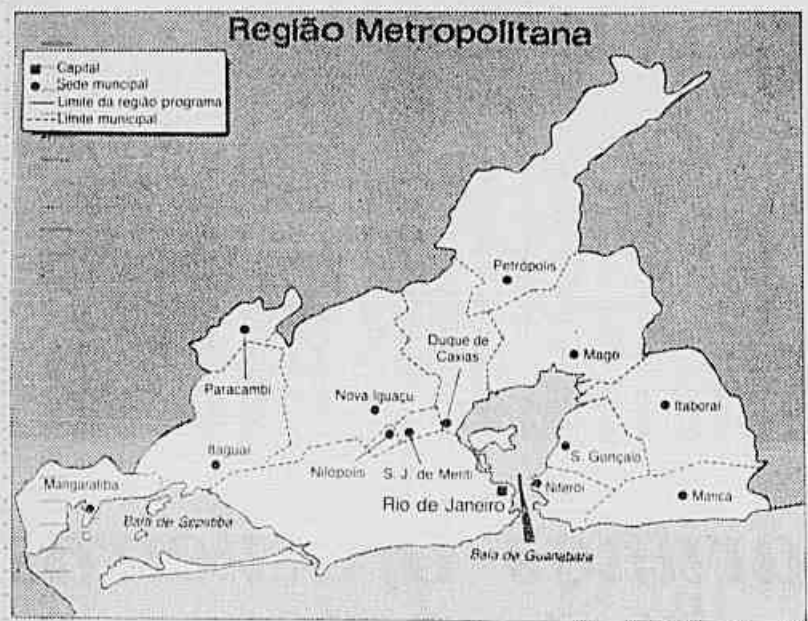 Região Metropolitana
Capital
Sede municipal
Limite da região programa
Limite municipal
Petrópolis
Duque de
Caxias
Magé
Paracambi
Nova Iguaçu
Itaboraí
Itaguaí
S. Gonçalo
Nilópolis
S. J. de Meriti
Mangaratiba
Niterói
Rio de Janeiro
Maricá
Baía de Sepetiba
Baía de Guanabara